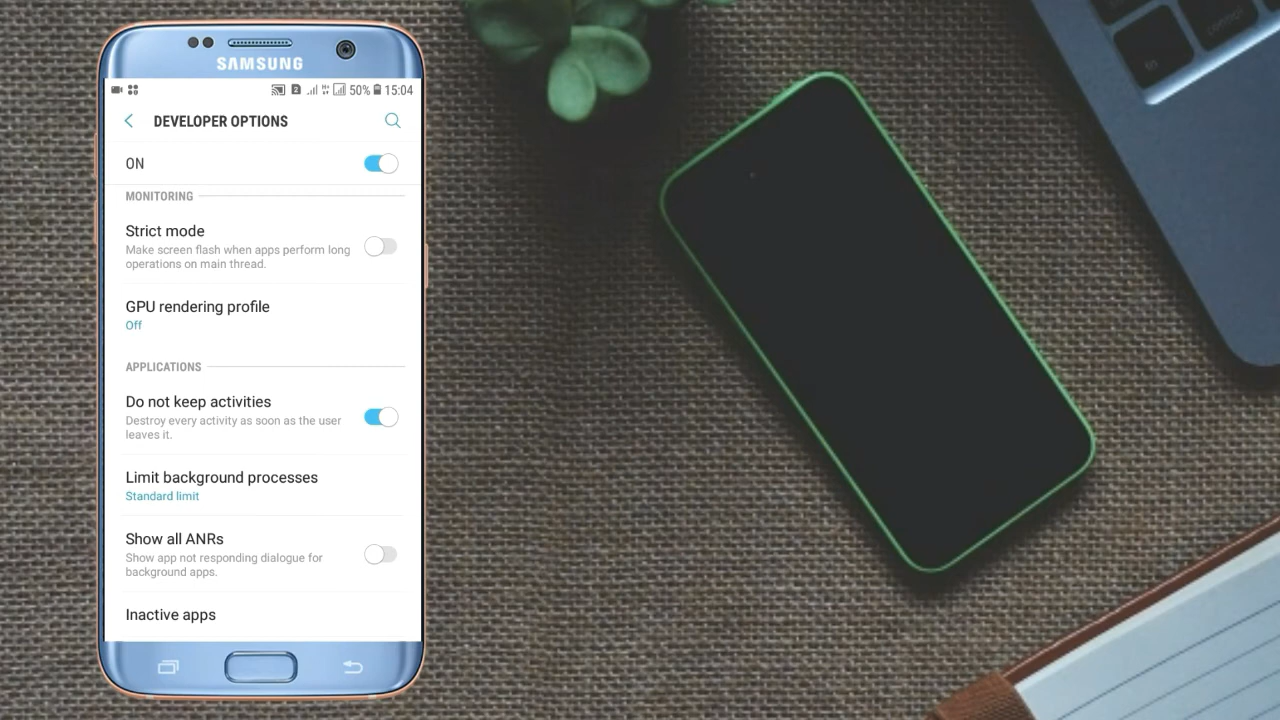 SAMSUNG
2 50% 15:04
DEVELOPER OPTIONS
ON
MONITORING
Strict mode
Make screen flash when apps perform long
operations on main thread.
GPU rendering profile
Off
APPLICATIONS
Do not keep activities
Destroy every activity as soon as the user
leaves it.
Limit background processes
Standard limit
Show all ANRs
Show app not responding dialogue for
background apps.
Inactive apps
control
fn